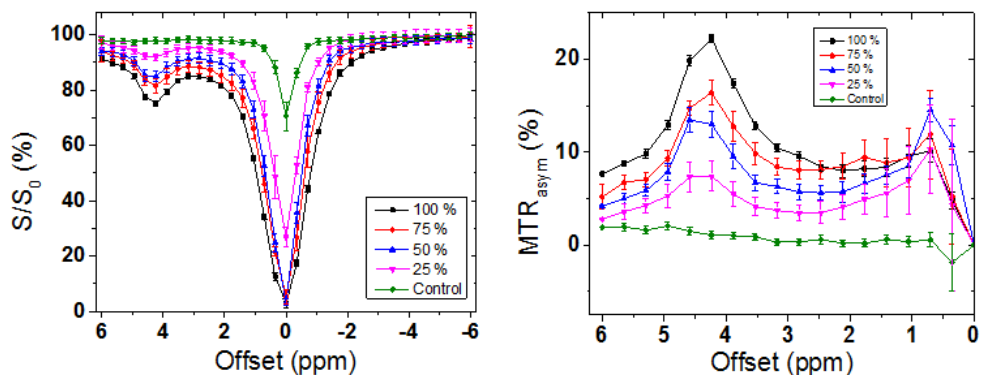 S/S0 (%)
100
80
60
40
20
0
100 %
75 %
50 %
25 %
Control
6 4 2 0 -2 -4 -6
Offset (ppm)
MTRasym (%)
20
10
0
100 %
75 %
50 %
25 %
Control
6 5 4 3 2 1 0
Offset (ppm)